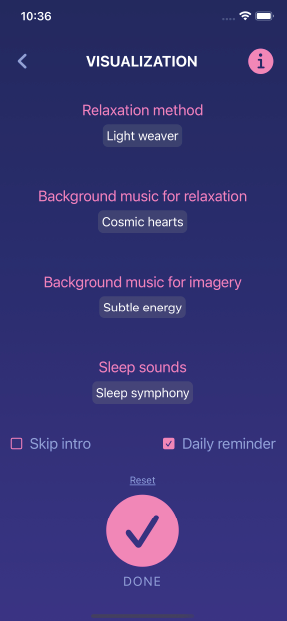 10:36
VISUALIZATION
Relaxation method
Light weaver
Background music for relaxation
Cosmic hearts
Background music for imagery
Subtle energy
Sleep sounds
Sleep symphony
Skip intro Daily reminder
Reset
DONE